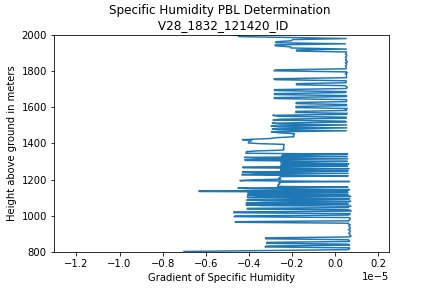 Specific Humidity PBL Determination
V28_1832_121420_ID
Height above ground in meters
2000
1800
1600
1400
1200
1000
800
−1.2 −1.0 −0.8 −0.6 −0.4 −0.2 0.0 0.2
1e−5
Gradient of Specific Humidity